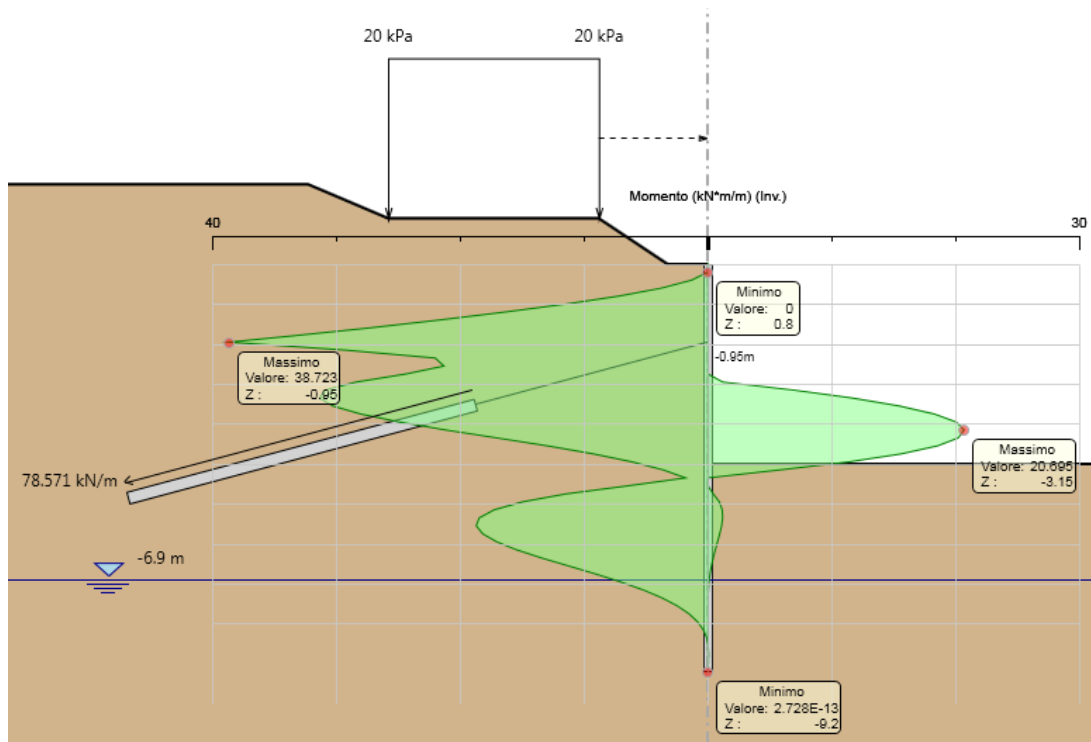 20 kPa
20 kPa
Momento (kN*m/m) (Inv.)
40
30
Minimo
Valore: 0
Z : 0.8
-0.95m
Massimo
Valore: 38.723
Z : -0.95
Massimo
Valore: 20.695
Z : -3.15
78.571 kN/m
-6.9 m
Minimo
Valore: 2.728E-13
Z : -9.2